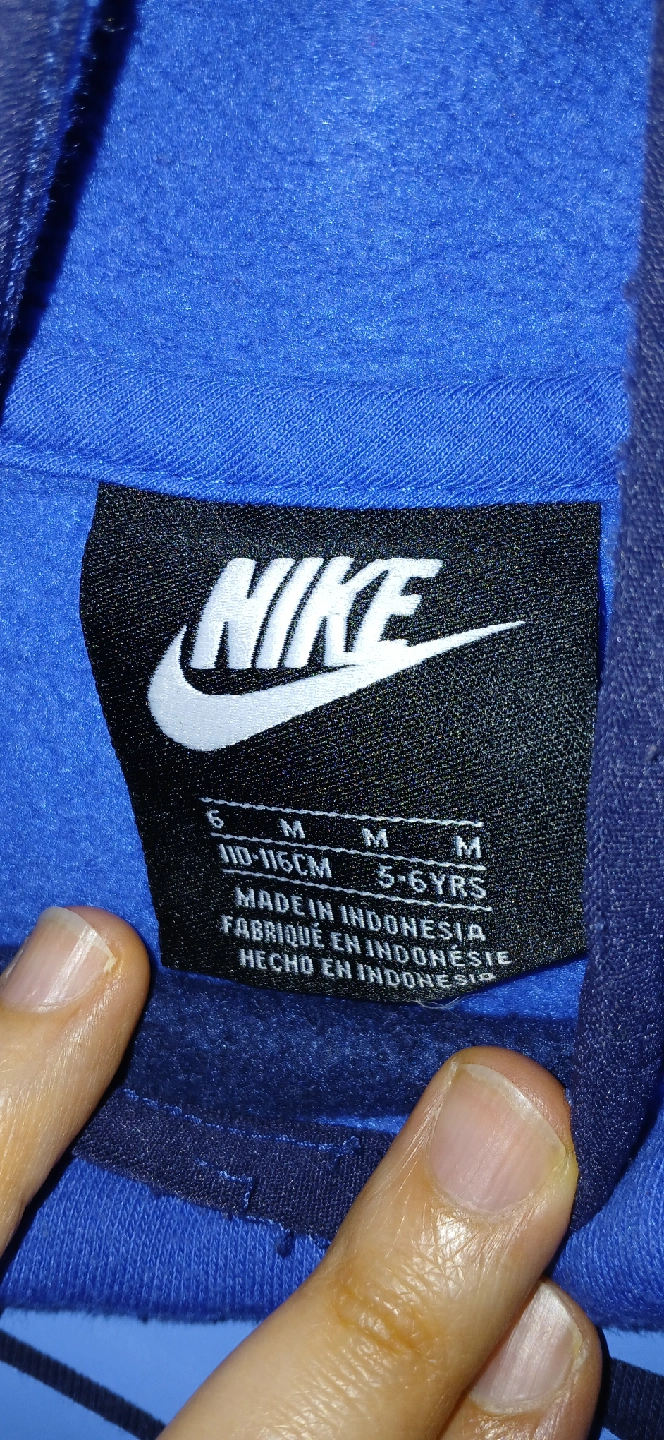 NIKE
6 M M M
110-116CM 5-6YRS
MADE IN INDONESIA
FABRIQUÉ EN INDONÉSIE
HECHO EN INDONESIA